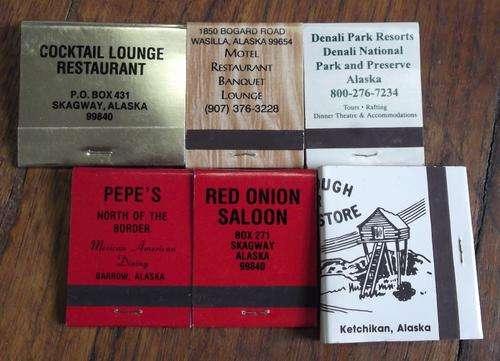 COCKTAIL LOUNGE
RESTAURANT
P.O. BOX 431
SKAGWAY, ALASKA
99840
1850 BOGARD ROAD
WASILLA, ALASKA 99654
MOTEL
RESTAURANT
BANQUET
LOUNGE
(907) 376-3228
Denali Park Resorts
Denali National
Park and Preserve
Alaska
800-276-7234
Tours • Rafting
Dinner Theatre & Accommodations
PEPE'S
NORTH OF THE
BORDER
Mexican American
Dining
BARROW, ALASKA
RED ONION
SALOON
BOX 271
SKAGWAY
ALASKA
99840
UGH
STORE
Ketchikan, Alaska